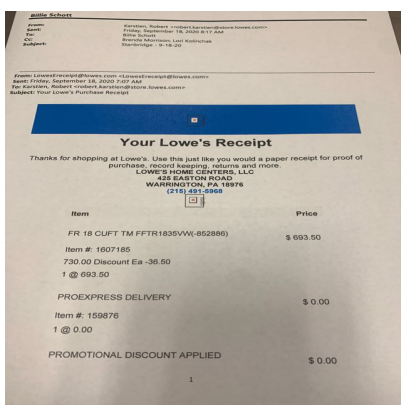 Billie Schott
From: Karstien, Robert <robert.karstien@store.lowes.com>
Sent: Friday, September 18, 2020 8:17 AM
To: Billie Schott
Cc: Brenda Morrison; Lori Kolinchak
Subject: Stanbridge - 9-18-20
From: LowesEreceipt@lowes.com <LowesEreceipt@lowes.com>
Sent: Friday, September 18, 2020 7:07 AM
To: Karstien, Robert <robert.karstien@store.lowes.com>
Subject: Your Lowe's Purchase Receipt
Your Lowe's Receipt
Thanks for shopping at Lowe's. Use this just like you would a paper receipt for proof of
purchase, record keeping, returns and more.
LOWE'S HOME CENTERS, LLC
425 EASTON ROAD
WARRINGTON, PA 18976
(215) 491-5968
Item Price
FR 18 CUFT TM FFTR1835VW(-852886) $ 693.50
Item #: 1607185
730.00 Discount Ea -36.50
1 @ 693.50
PROEXPRESS DELIVERY $ 0.00
Item #: 159876
1 @ 0.00
PROMOTIONAL DISCOUNT APPLIED $ 0.00
1